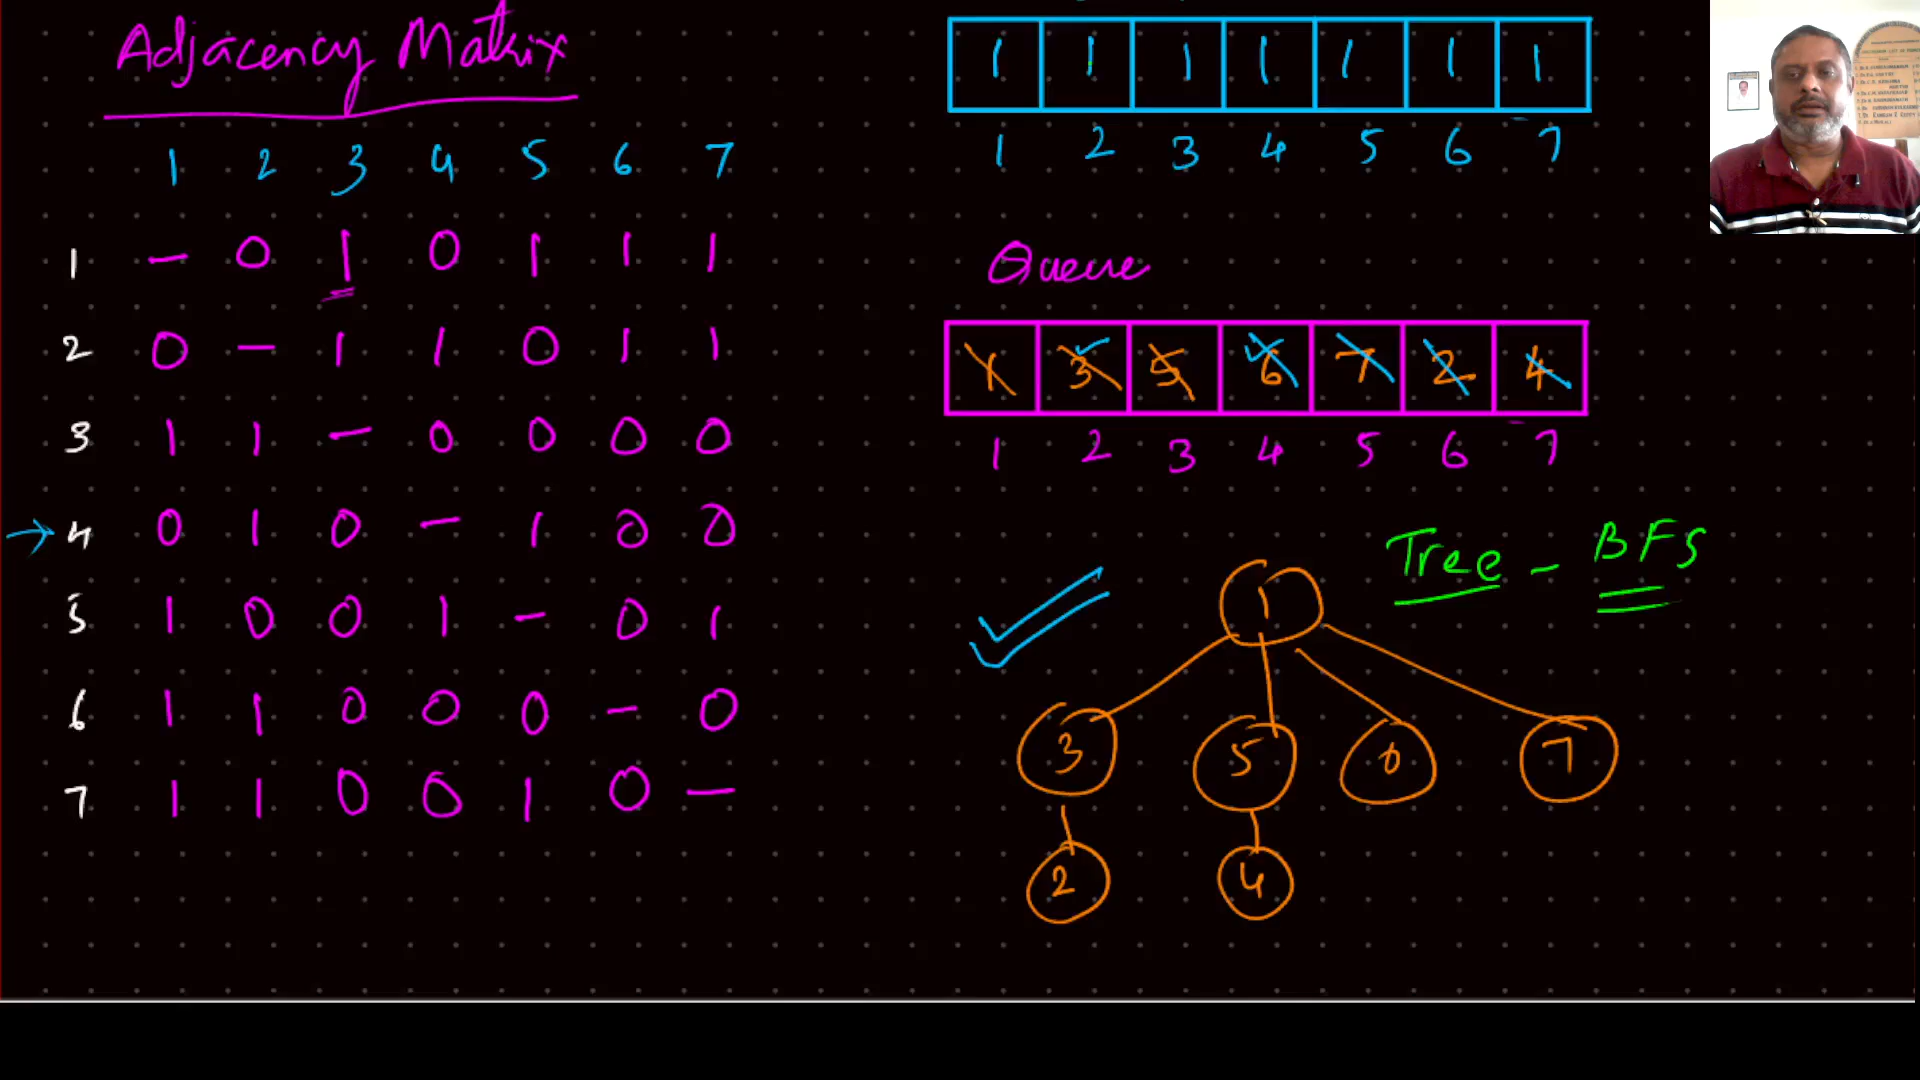 Adjacency Matrix
1 2 3 4 5 6 7
1 - 0 1 0 1 1 1
2 0 - 1 1 0 1 1
3 1 1 - 0 0 0 0
4 0 1 0 - 1 0 0
5 1 0 0 1 - 0 1
6 1 1 0 0 0 - 0
7 1 1 0 0 1 0 -
1 1 1 1 1 1 1
1 2 3 4 5 6 7
Queue
1 3 5 6 7 2 4
1 2 3 4 5 6 7
Tree - BFS
1
3 5 6 7
2 4